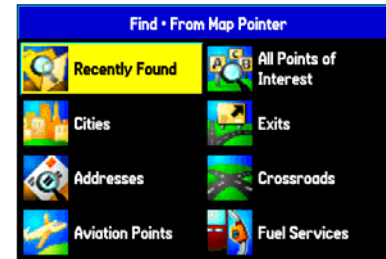 Find • From Map Pointer
Recently Found
All Points of
Interest
Cities
Exits
Addresses
Crossroads
Aviation Points
Fuel Services